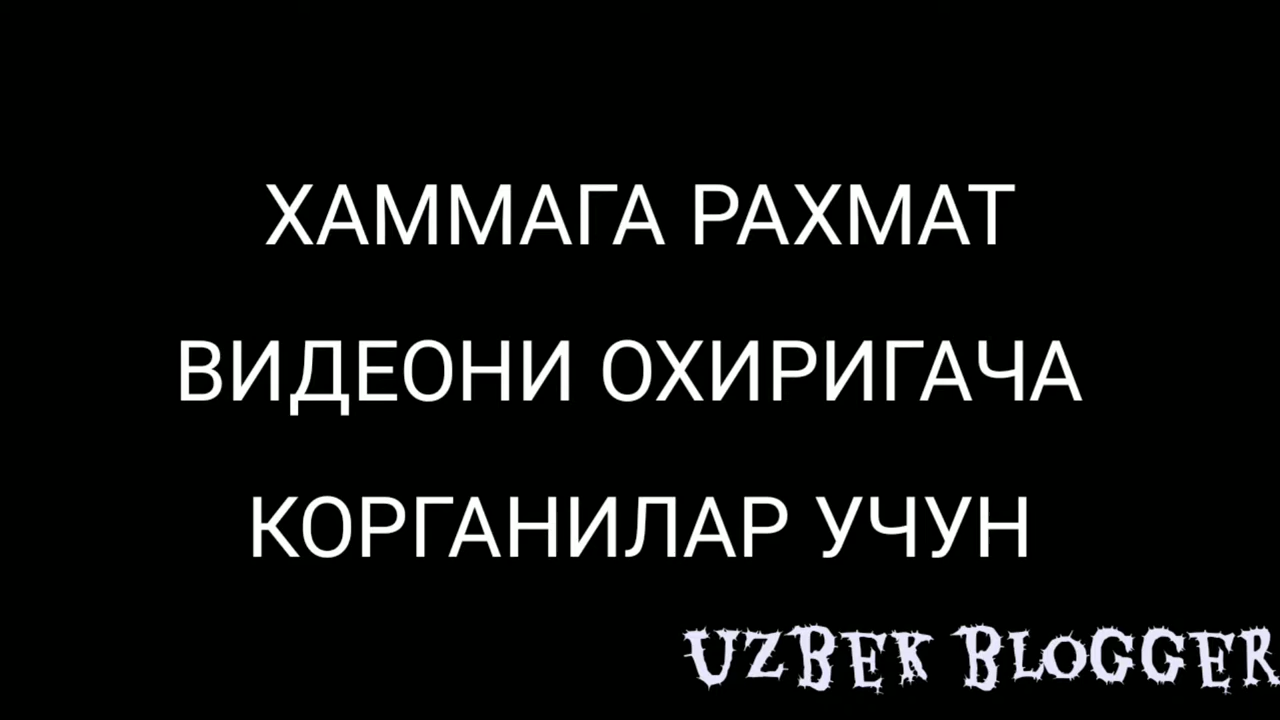 ХАММАГА РАХМАТ
ВИДЕОНИ ОХИРИГАЧА
КОРГАНИЛАР УЧУН
UZBEK BLOGGER